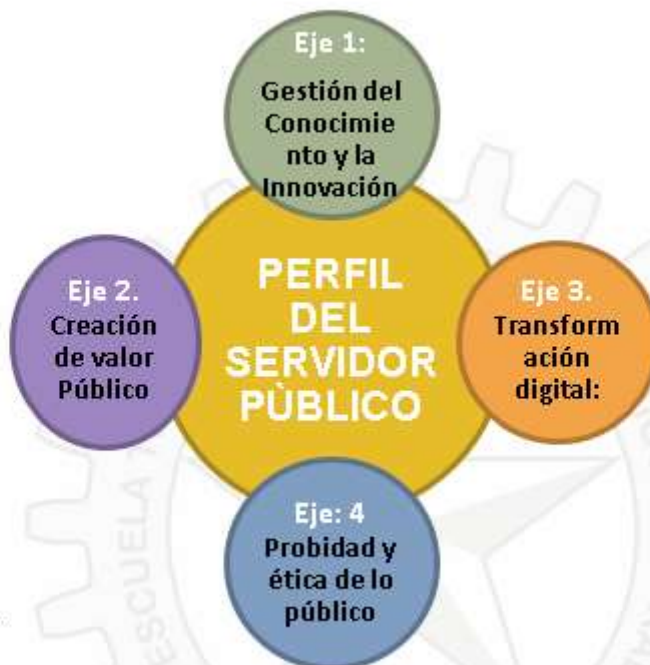 Eje 1:
Gestión del
Conocimie
nto y la
Innovación
PERFIL
DEL
SERVIDOR
PÙBLICO
Eje 2.
Creación
de valor
Público
Eje 3.
Transform
ación
digital:
Eje: 4
Probidad y
ética de lo
público
ESCUELA